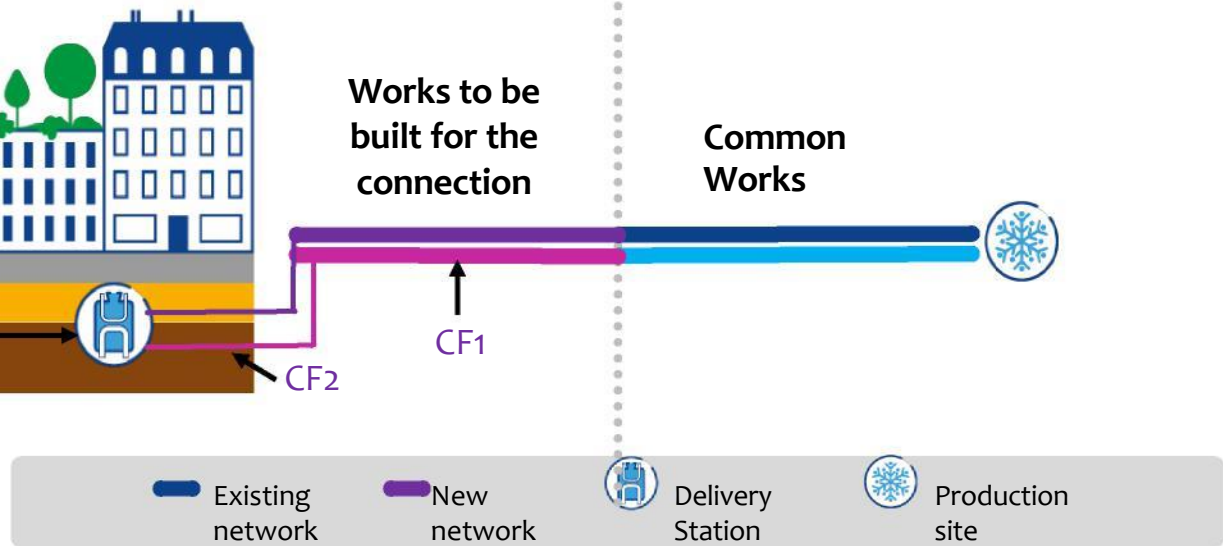 Works to be
built for the
connection
Common
Works
CF1
CF2
Existing
network
New
network
Delivery
Station
Production
site